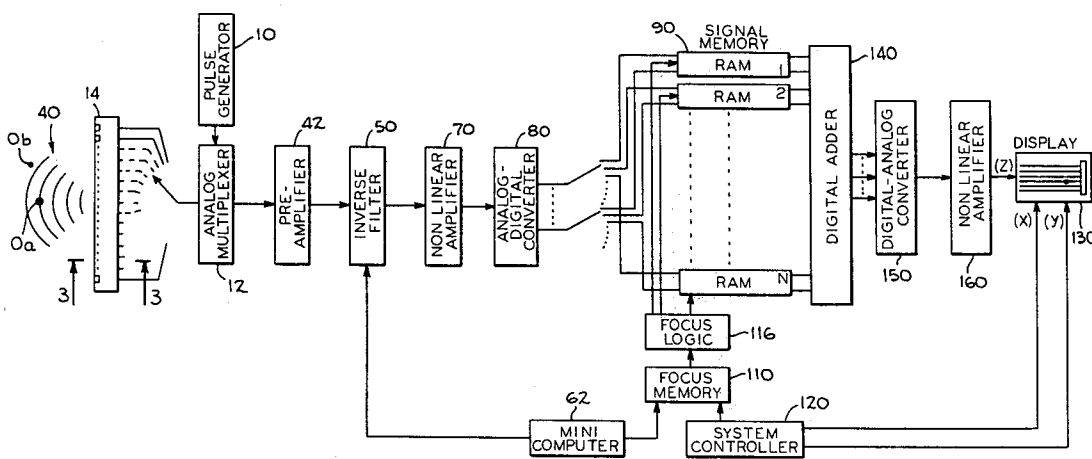 10
PULSE GENERATOR
14
40
Ob
Oa
3
3
ANALOG MULTIPLEXER
12
42
PRE-AMPLIFIER
50
INVERSE FILTER
70
NON LINEAR AMPLIFIER
80
ANALOG-DIGITAL CONVERTER
90
SIGNAL MEMORY
RAM 1
RAM 2
RAM N
140
DIGITAL ADDER
DIGITAL-ANALOG CONVERTER
150
NON LINEAR AMPLIFIER
160
DISPLAY
(Z)
(X)
(Y)
130
FOCUS LOGIC
116
FOCUS MEMORY
110
62
MINI COMPUTER
120
SYSTEM CONTROLLER